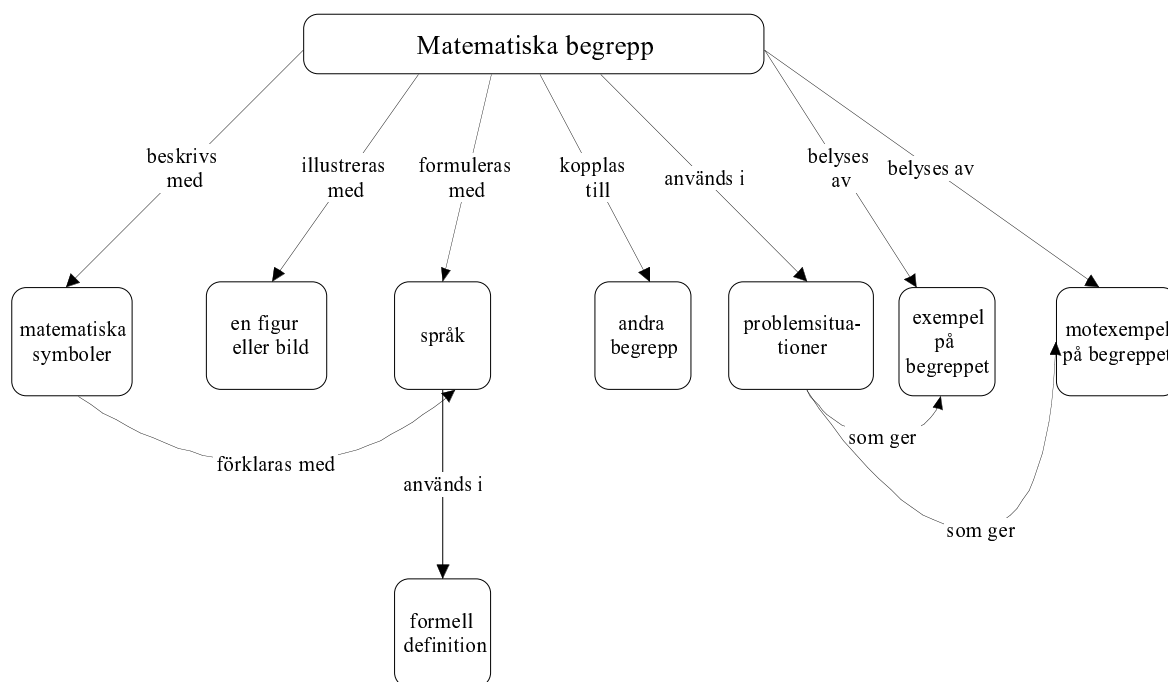 Matematiska begrepp
beskrivs
med
illustreras
med
formuleras
med
kopplas
till
används i
belyses
av
belyses av
matematiska
symboler
en figur
eller bild
språk
andra
begrepp
problemsitua-
tioner
exempel
på
begreppet
motexempel
på begreppet
förklaras med
som ger
används i
som ger
formell
definition